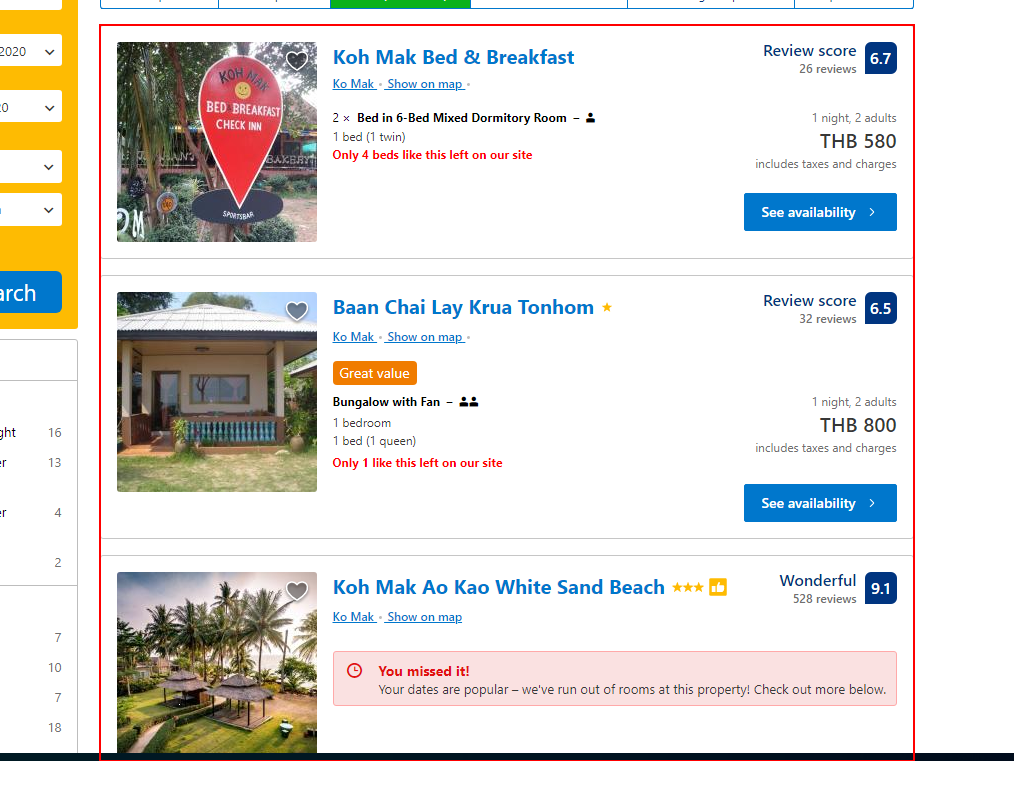 2020
20
arch
ght 16
er 13
er 4
2
7
10
7
18
KOH MAK
BED & BREAKFAST
CHECK INN
BAKERY
SPORTSBAR
Koh Mak Bed & Breakfast
Ko Mak • Show on map •
2 × Bed in 6-Bed Mixed Dormitory Room –
1 bed (1 twin)
Only 4 beds like this left on our site
Review score 6.7
26 reviews
1 night, 2 adults
THB 580
includes taxes and charges
See availability
Baan Chai Lay Krua Tonhom
Ko Mak • Show on map •
Great value
Bungalow with Fan –
1 bedroom
1 bed (1 queen)
Only 1 like this left on our site
Review score 6.5
32 reviews
1 night, 2 adults
THB 800
includes taxes and charges
See availability
Koh Mak Ao Kao White Sand Beach
Ko Mak • Show on map
Wonderful 9.1
528 reviews
You missed it!
Your dates are popular – we've run out of rooms at this property! Check out more below.